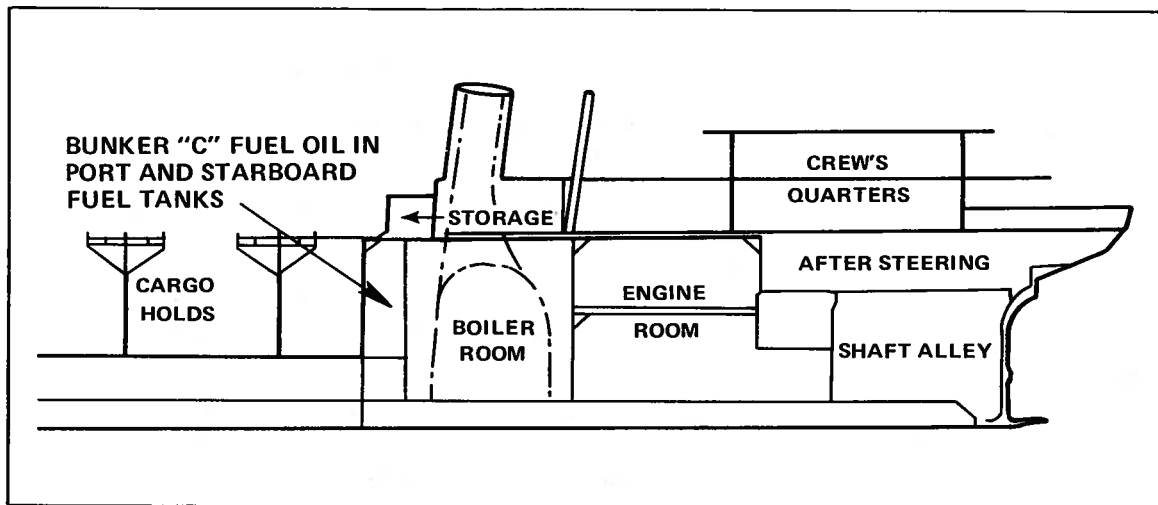 BUNKER "C" FUEL OIL IN
PORT AND STARBOARD
FUEL TANKS
STORAGE
CREW'S
QUARTERS
CARGO
HOLDS
BOILER
ROOM
ENGINE
ROOM
AFTER STEERING
SHAFT ALLEY